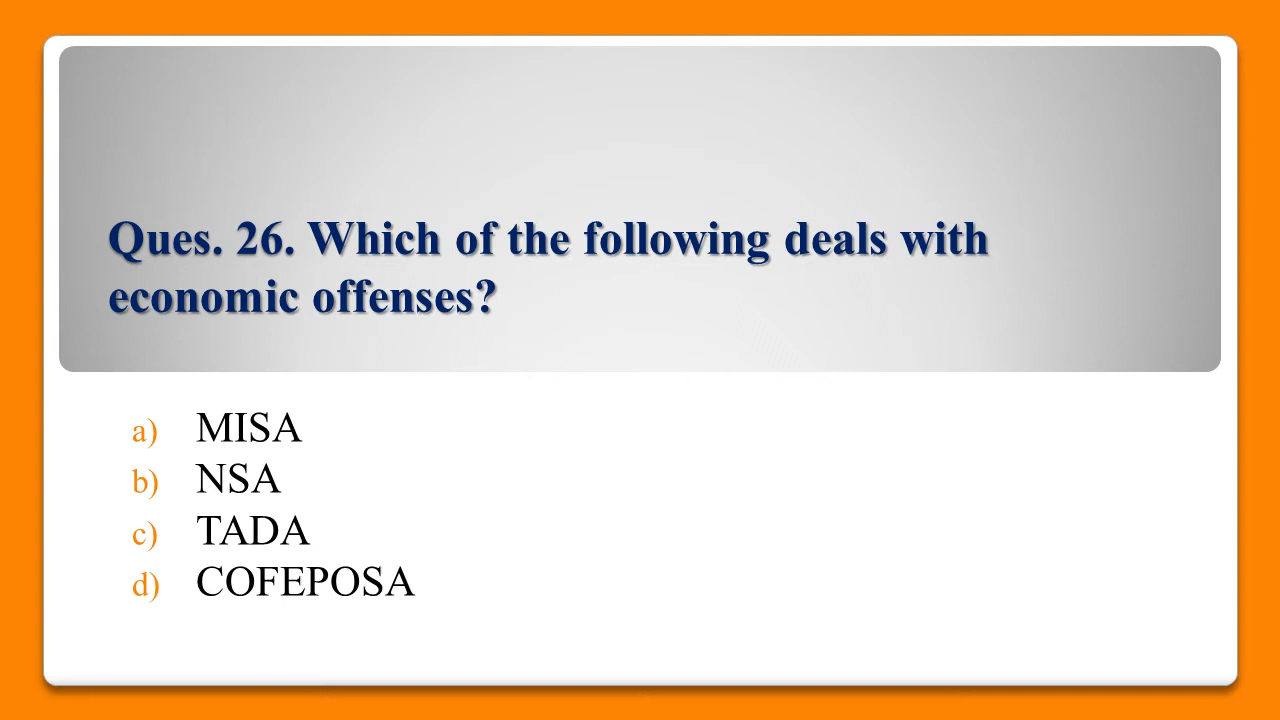 Ques. 26. Which of the following deals with
economic offenses?
a) MISA
b) NSA
c) TADA
d) COFEPOSA